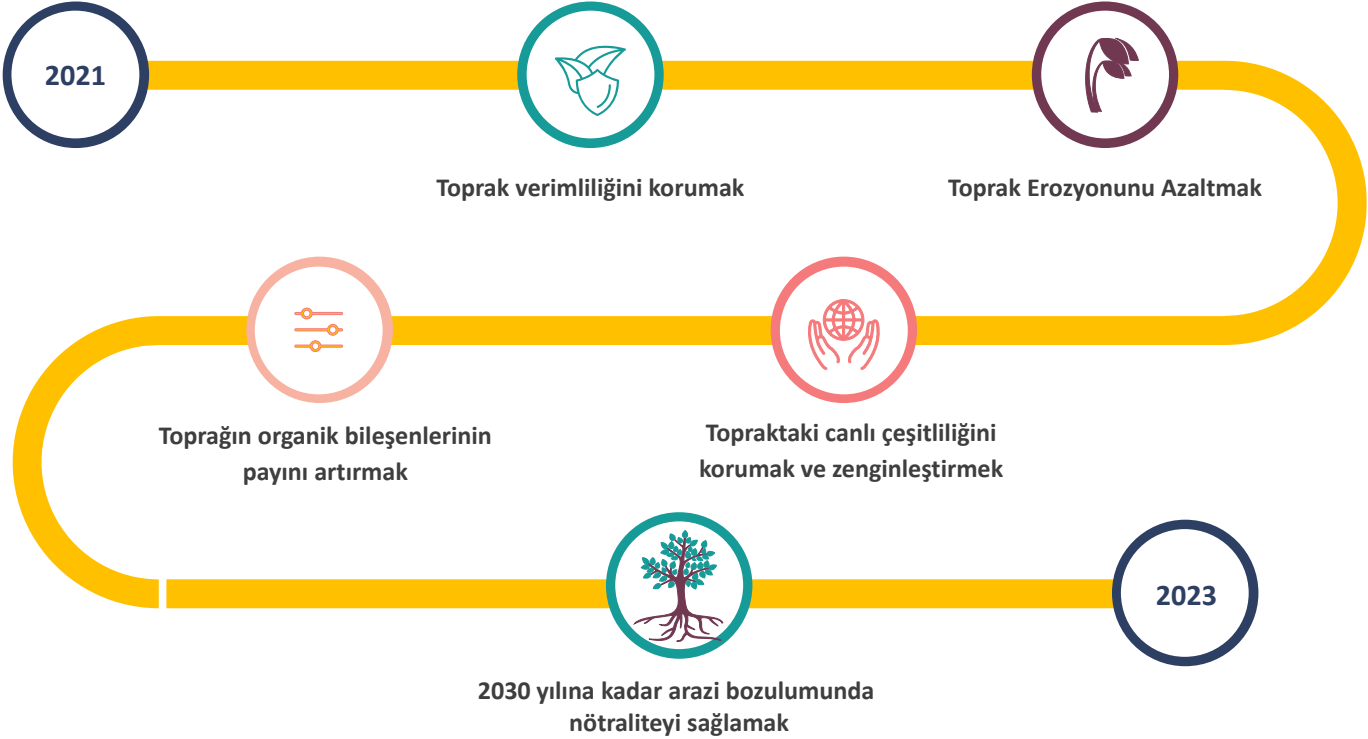 2021
Toprak verimliliğini korumak
Toprak Erozyonunu Azaltmak
Topraktaki canlı çeşitliliğini
korumak ve zenginleştirmek
Toprağın organik bileşenlerinin
payını artırmak
2030 yılına kadar arazi bozulumunda
nötraliteyi sağlamak
2023